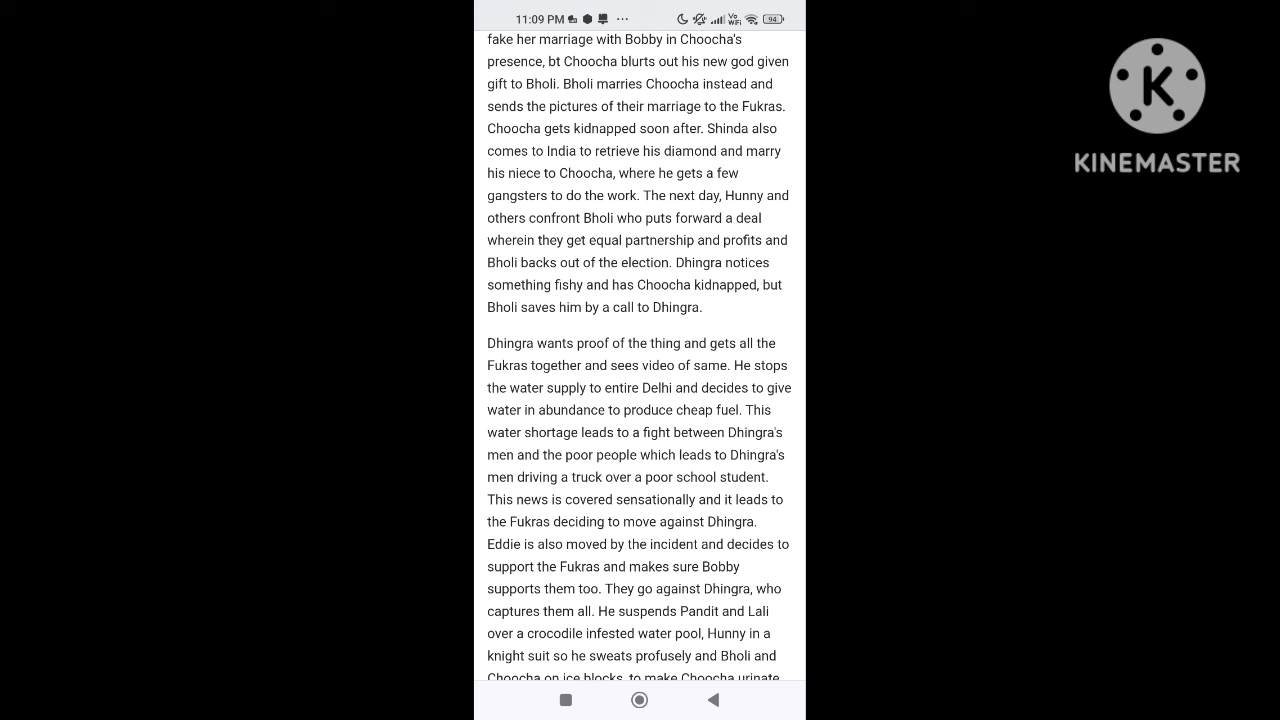 11:09 PM
Vo
WiFi
94
fake her marriage with Bobby in Choocha's
presence, bt Choocha blurts out his new god given
gift to Bholi. Bholi marries Choocha instead and
sends the pictures of their marriage to the Fukras.
Choocha gets kidnapped soon after. Shinda also
comes to India to retrieve his diamond and marry
his niece to Choocha, where he gets a few
gangsters to do the work. The next day, Hunny and
others confront Bholi who puts forward a deal
wherein they get equal partnership and profits and
Bholi backs out of the election. Dhingra notices
something fishy and has Choocha kidnapped, but
Bholi saves him by a call to Dhingra.
Dhingra wants proof of the thing and gets all the
Fukras together and sees video of same. He stops
the water supply to entire Delhi and decides to give
water in abundance to produce cheap fuel. This
water shortage leads to a fight between Dhingra's
men and the poor people which leads to Dhingra's
men driving a truck over a poor school student.
This news is covered sensationally and it leads to
the Fukras deciding to move against Dhingra.
Eddie is also moved by the incident and decides to
support the Fukras and makes sure Bobby
supports them too. They go against Dhingra, who
captures them all. He suspends Pandit and Lali
over a crocodile infested water pool, Hunny in a
knight suit so he sweats profusely and Bholi and
Choocha on ice blocks, to make Choocha urinate
K
KINEMASTER